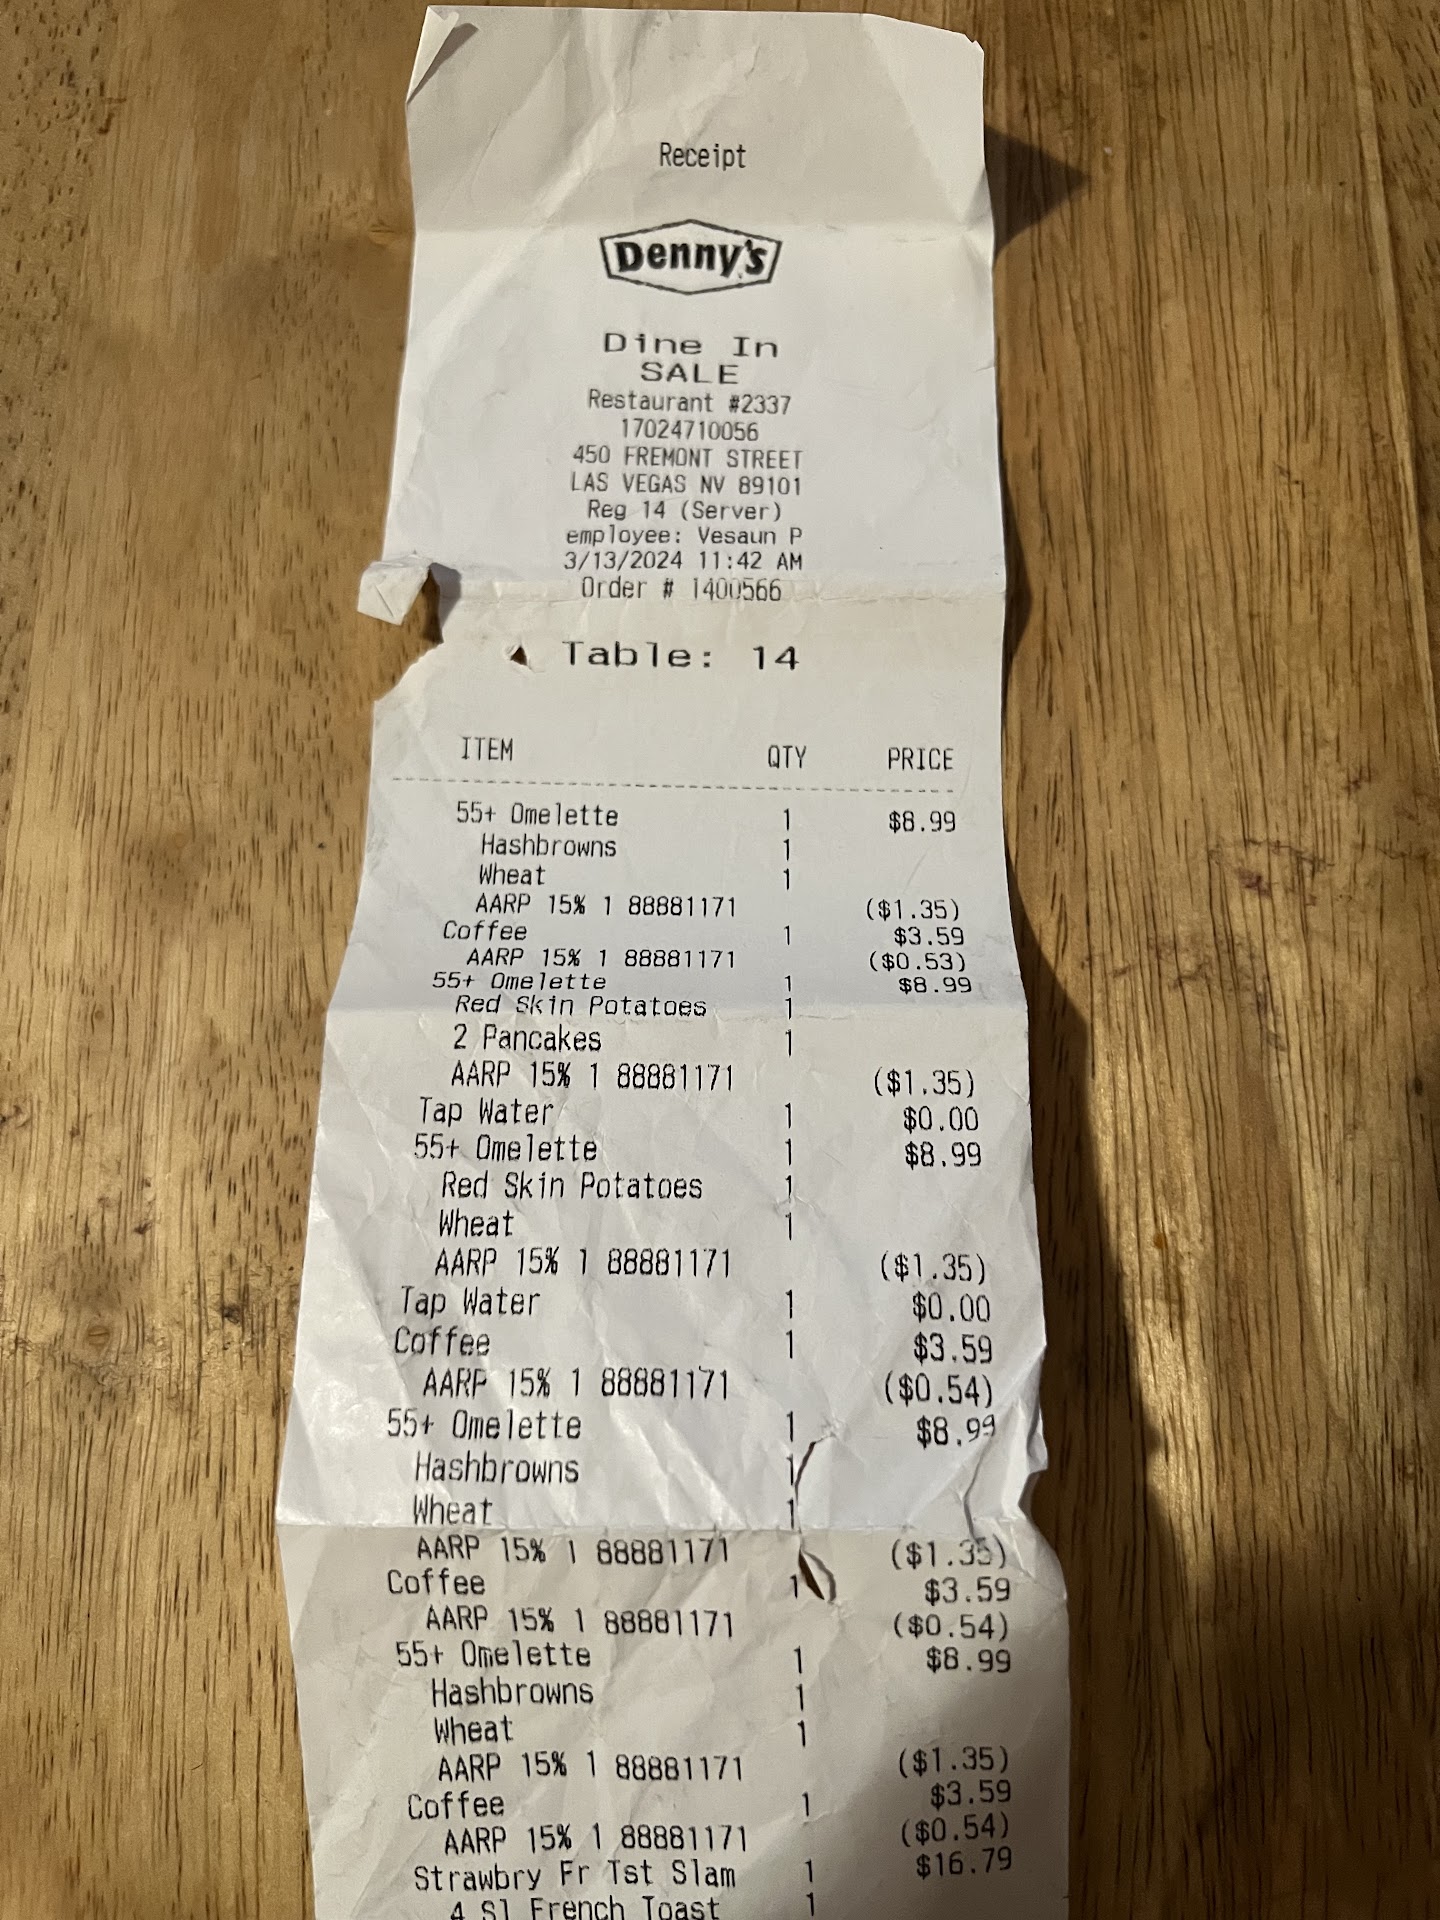 Receipt
Denny's
Dine In
SALE
Restaurant #2337
17024710056
450 FREMONT STREET
LAS VEGAS NV 89101
Reg 14 (Server)
employee: Vesaun P
3/13/2024 11:42 AM
Order # 1400566
Table: 14
ITEM QTY PRICE
55+ Omelette 1 $8.99
Hashbrowns 1
Wheat 1
AARP 15% 1 88881171 ($1.35)
Coffee 1 $3.59
AARP 15% 1 88881171 ($0.53)
55+ Omelette 1 $8.99
Red Skin Potatoes 1
2 Pancakes 1
AARP 15% 1 88881171 ($1.35)
Tap Water 1 $0.00
55+ Omelette 1 $8.99
Red Skin Potatoes 1
Wheat 1
AARP 15% 1 88881171 ($1.35)
Tap Water 1 $0.00
Coffee 1 $3.59
AARP 15% 1 88881171 ($0.54)
55+ Omelette 1 $8.99
Hashbrowns 1
Wheat 1
AARP 15% 1 88881171 ($1.35)
Coffee 1 $3.59
AARP 15% 1 88881171 ($0.54)
55+ Omelette 1 $8.99
Hashbrowns 1
Wheat 1
AARP 15% 1 88881171 ($1.35)
Coffee 1 $3.59
AARP 15% 1 88881171 ($0.54)
Strawbry Fr Tst Slam 1 $16.79
4 Sl French Toast 1